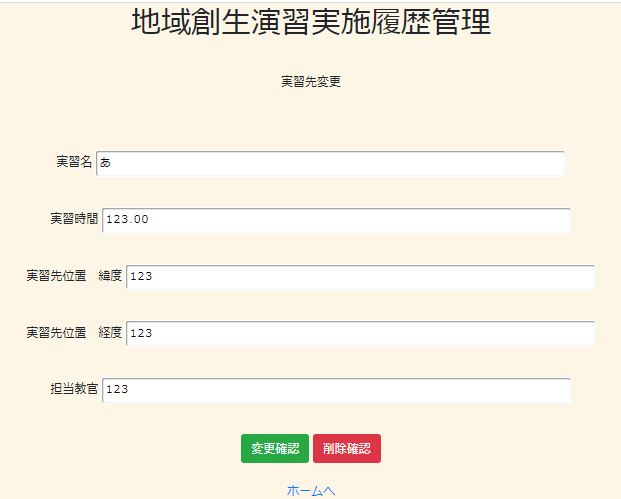 地域創生演習実施履歴管理
実習先変更
実習名 あ
実習時間 123.00
実習先位置　緯度 123
実習先位置　経度 123
担当教官 123
変更確認 削除確認
ホームへ